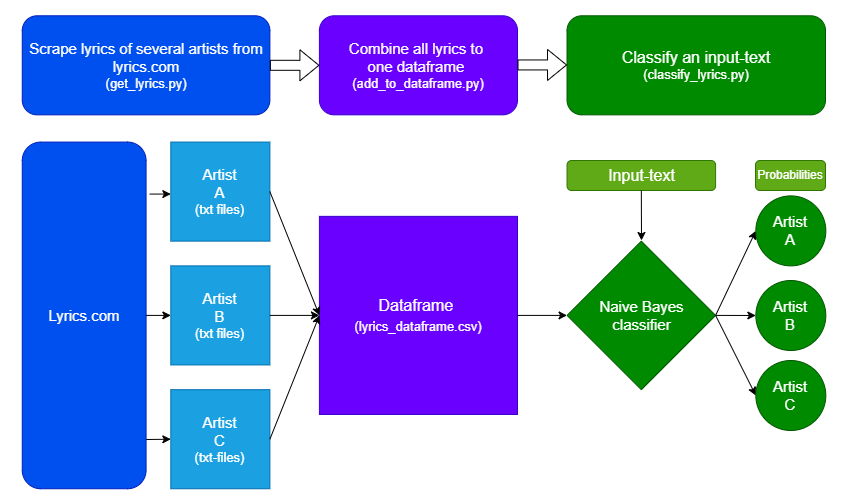 Scrape lyrics of several artists from
lyrics.com
(get_lyrics.py)
Combine all lyrics to
one dataframe
(add_to_dataframe.py)
Classify an input-text
(classify_lyrics.py)
Lyrics.com
Artist
A
(txt files)
Artist
B
(txt files)
Artist
C
(txt-files)
Dataframe
(lyrics_dataframe.csv)
Input-text
Naive Bayes
classifier
Probabilities
Artist
A
Artist
B
Artist
C